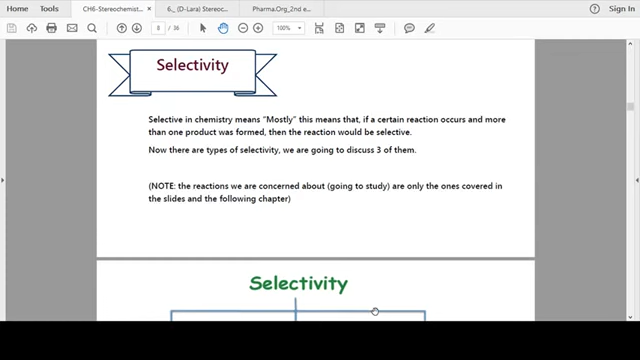 Home
Tools
CH6-Stereochemist...
6._ (D-Lara) Stereoc...
Pharma.Org_2nd e...
Sign In
8 / 36
100%
Selectivity
Selective in chemistry means “Mostly” this means that, if a certain reaction occurs and more
than one product was formed, then the reaction would be selective.
Now there are types of selectivity, we are going to discuss 3 of them.
(NOTE: the reactions we are concerned about (going to study) are only the ones covered in
the slides and the following chapter)
Selectivity